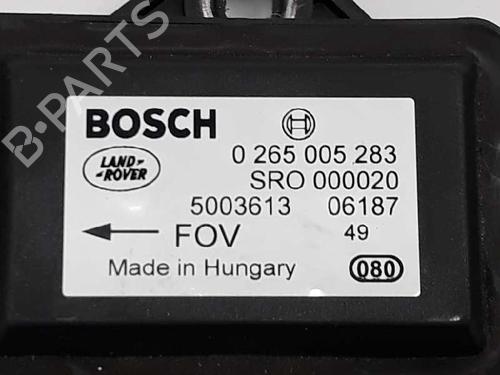 BOSCH
LAND-
-ROVER
0 265 005 283
SRO 000020
5003613 06187
FOV 49
Made in Hungary 080
B-PARTS